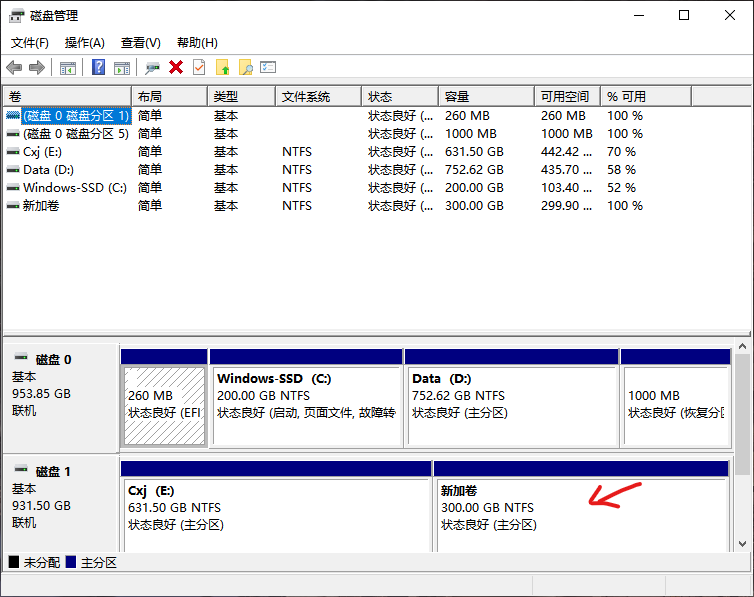 磁盘管理
文件(F) 操作(A) 查看(V) 帮助(H)
卷 布局 类型 文件系统 状态 容量 可用空间 % 可用
(磁盘 0 磁盘分区 1) 简单 基本 状态良好 (... 260 MB 260 MB 100 %
(磁盘 0 磁盘分区 5) 简单 基本 状态良好 (... 1000 MB 1000 MB 100 %
Cxj (E:) 简单 基本 NTFS 状态良好 (... 631.50 GB 442.42 ... 70 %
Data (D:) 简单 基本 NTFS 状态良好 (... 752.62 GB 435.70 ... 58 %
Windows-SSD (C:) 简单 基本 NTFS 状态良好 (... 200.00 GB 103.40 ... 52 %
新加卷 简单 基本 NTFS 状态良好 (... 300.00 GB 299.90 ... 100 %
磁盘 0
基本
953.85 GB
联机
260 MB
状态良好 (EFI
Windows-SSD (C:)
200.00 GB NTFS
状态良好 (启动, 页面文件, 故障转
Data (D:)
752.62 GB NTFS
状态良好 (主分区)
1000 MB
状态良好 (恢复分区
磁盘 1
基本
931.50 GB
联机
Cxj (E:)
631.50 GB NTFS
状态良好 (主分区)
新加卷
300.00 GB NTFS
状态良好 (主分区)
未分配 主分区